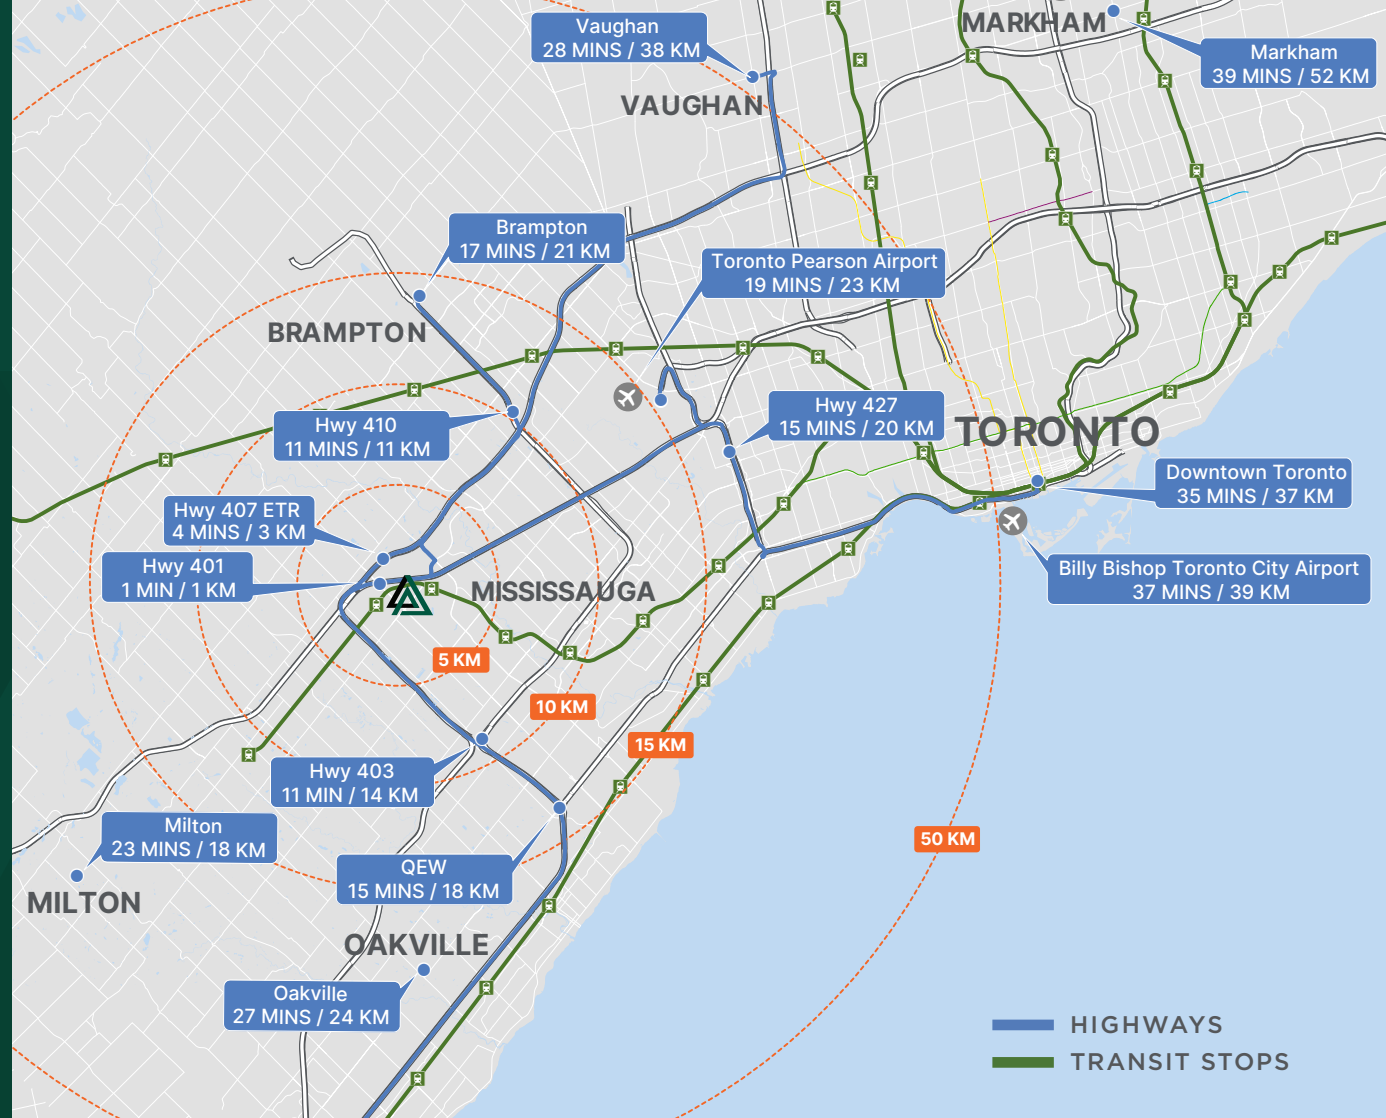 Vaughan
28 MINS / 38 KM
MARKHAM
Markham
39 MINS / 52 KM
VAUGHAN
Brampton
17 MINS / 21 KM
Toronto Pearson Airport
19 MINS / 23 KM
BRAMPTON
Hwy 410
11 MINS / 11 KM
Hwy 427
15 MINS / 20 KM
TORONTO
Downtown Toronto
35 MINS / 37 KM
Hwy 407 ETR
4 MINS / 3 KM
Hwy 401
1 MIN / 1 KM
MISSISSAUGA
Billy Bishop Toronto City Airport
37 MINS / 39 KM
5 KM
10 KM
15 KM
Hwy 403
11 MIN / 14 KM
Milton
23 MINS / 18 KM
50 KM
QEW
15 MINS / 18 KM
MILTON
OAKVILLE
Oakville
27 MINS / 24 KM
HIGHWAYS
TRANSIT STOPS